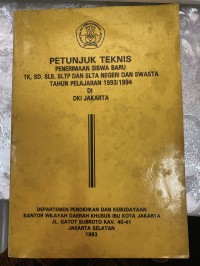 PETUNJUK TEKNIS
PENERIMAAN SISWA BARU
TK, SD, SLB, SLTP DAN SLTA NEGERI DAN SWASTA
TAHUN PELAJARAN 1993/1994
DI
DKI JAKARTA
DEPARTEMEN PENDIDIKAN DAN KEBUDAYAAN
KANTOR WILAYAH DAERAH KHUSUS IBU KOTA JAKARTA
JL. GATOT SUBROTO KAV. 40-41
JAKARTA SELATAN
1993